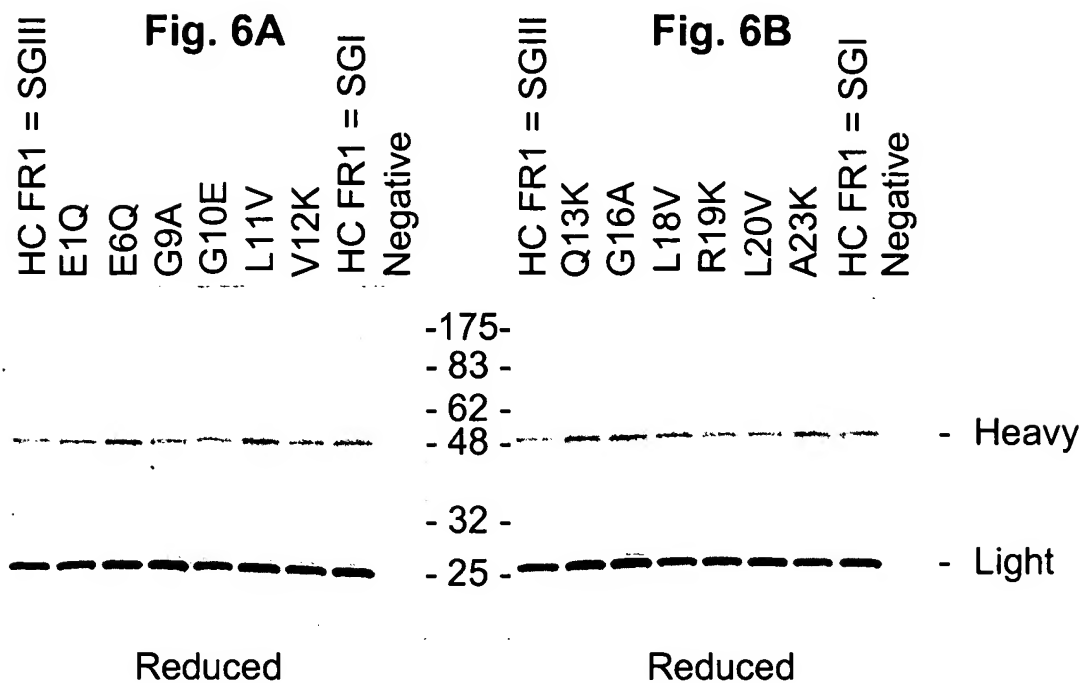 Fig. 6A
HC FR1 = SGIII
E1Q
E6Q
G9A
G10E
L11V
V12K
HC FR1 = SGI
Negative
Fig. 6B
HC FR1 = SGIII
Q13K
G16A
L18V
R19K
L20V
A23K
HC FR1 = SGI
Negative
-175-
- 83 -
- 62 -
- 48 -
- 32 -
- 25 -
- Heavy
- Light
Reduced
Reduced